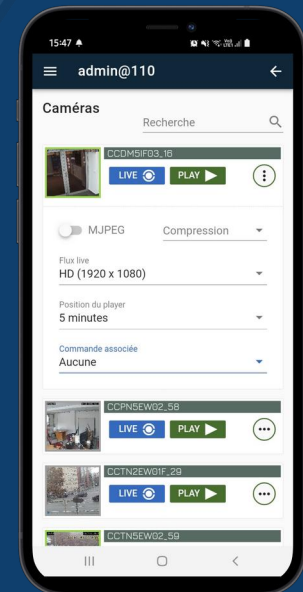 15:47
admin@110
Caméras
Recherche
CCDM5IF03_16
LIVE PLAY
MJPEG Compression
Flux live
HD (1920 x 1080)
Position du player
5 minutes
Commande associée
Aucune
CCPN5EW02_58
LIVE PLAY
CCTN2EW01F_29
LIVE PLAY
CCTN5EW02_59